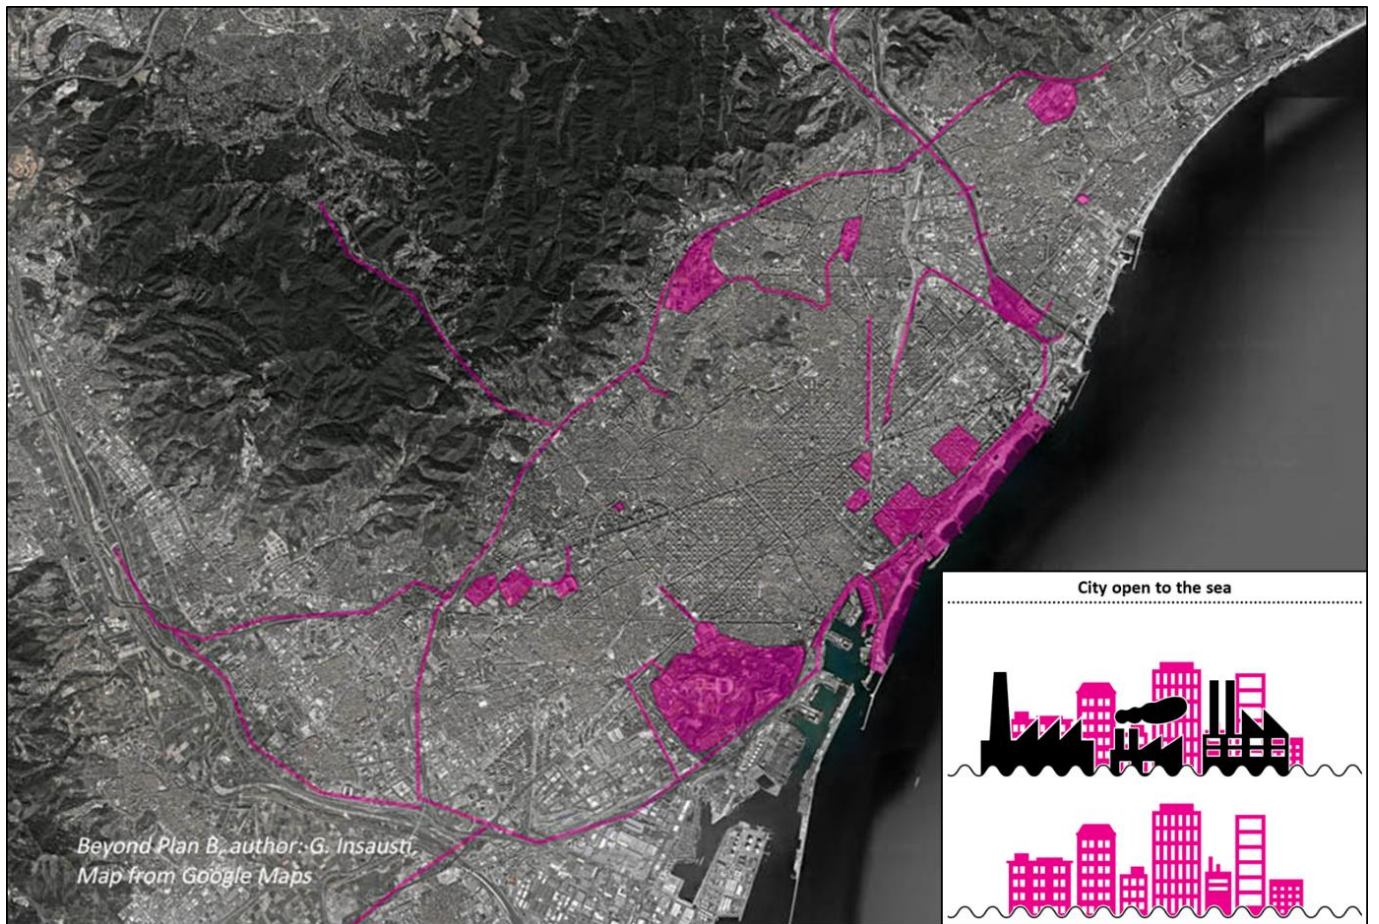 City open to the sea
Beyond Plan B, author: G. Insausti,
Map from Google Maps